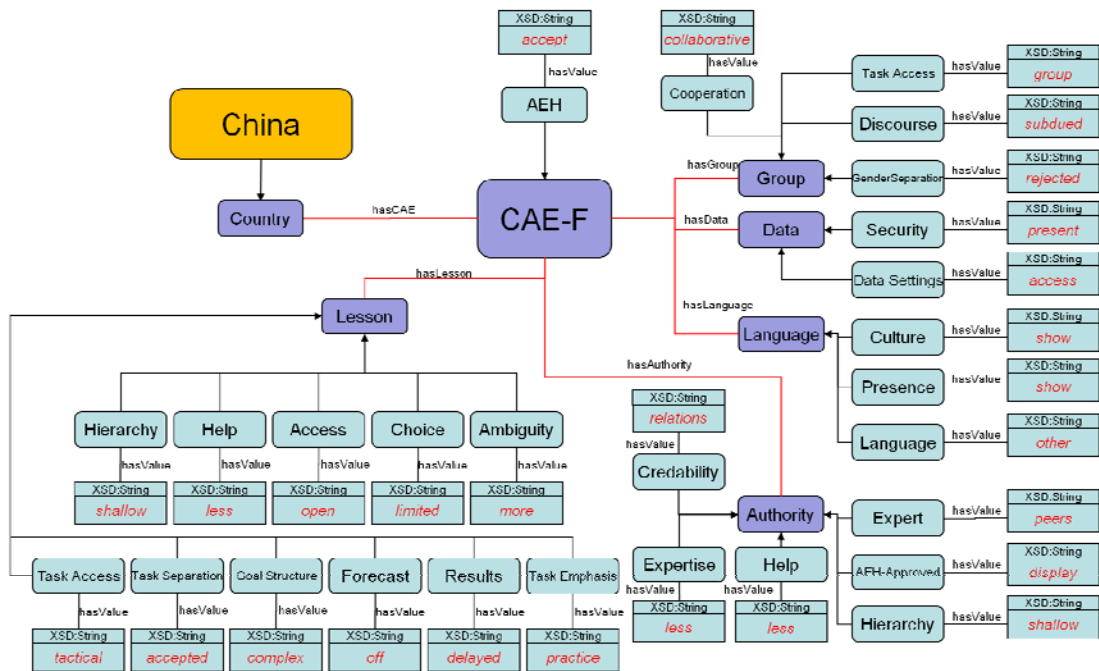 XSD:String
accept
hasValue
AEH
XSD:String
collaborative
hasValue
Cooperation
Task Access
hasValue
XSD:String
group
Discourse
hasValue
XSD:String
subdued
China
hasGroup
Group
GenderSeparation
hasValue
XSD:String
rejected
Country
hasCAE
CAE-F
hasData
Data
Security
hasValue
XSD:String
present
Data Settings
hasValue
XSD:String
access
hasLesson
Lesson
hasLanguage
Language
Culture
hasValue
XSD:String
show
Presence
hasValue
XSD:String
show
Language
hasValue
XSD:String
other
hasAuthority
Hierarchy
Help
Access
Choice
Ambiguity
hasValue
hasValue
hasValue
hasValue
hasValue
XSD:String
XSD:String
XSD:String
XSD:String
XSD:String
shallow
less
open
limited
more
XSD:String
relations
hasValue
Credability
Authority
Expert
hasValue
XSD:String
peers
Expertise
Help
AEH-Approved
hasValue
XSD:String
display
hasValue
hasValue
XSD:String
XSD:String
less
less
Hierarchy
hasValue
XSD:String
shallow
Task Access
Task Separation
Goal Structure
Forecast
Results
Task Emphasis
hasValue
hasValue
hasValue
hasValue
hasValue
hasValue
XSD:String
XSD:String
XSD:String
XSD:String
XSD:String
XSD:String
tactical
accepted
complex
off
delayed
practice